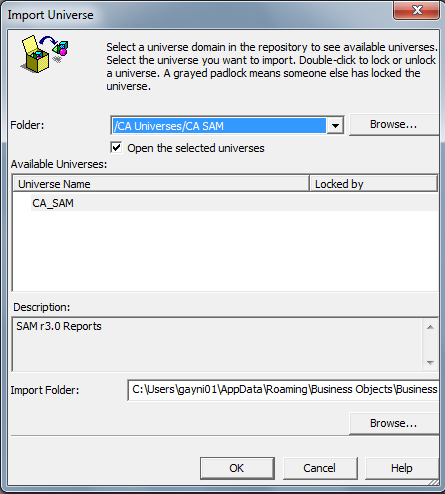 Import Universe
Select a universe domain in the repository to see available universes.
Select the universe you want to import. Double-click to lock or unlock
a universe. A grayed padlock means someone else has locked the
universe.
Folder:
/CA Universes/CA SAM
Browse...
Open the selected universes
Available Universes:
Universe Name
Locked by
CA_SAM
Description:
SAM r3.0 Reports
Import Folder:
C:\Users\gayni01\AppData\Roaming\Business Objects\Business
Browse...
OK
Cancel
Help